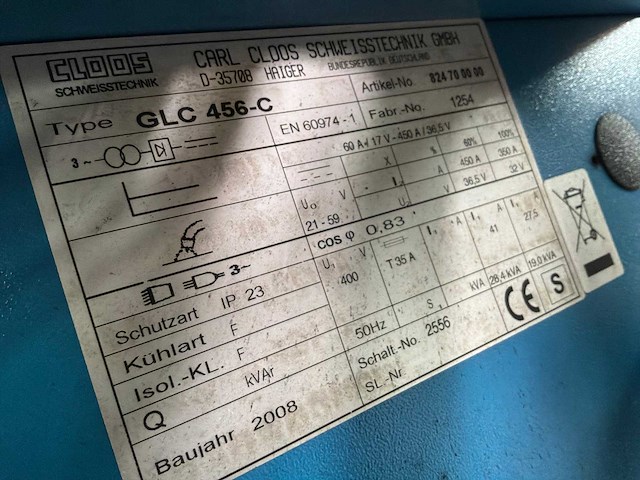 CLOOS
SCHWEISSTECHNIK
CARL CLOOS SCHWEISSTECHNIK GMBH
D-35708 HAIGER BUNDESREPUBLIK DEUTSCHLAND
Type GLC 456-C
Artikel-No. 824 70 00 00
Fabr.-No. 1254
3~
EN 60974-1
60 A / 17 V - 450 A / 36,5 V
X % 60% 100%
I₂ A 450 A 350 A
U₀ V
21-59
V 36,5 V 32 V
cos φ 0,83
3~
U₁ V
400
T 35 A
I₁ A 41 27,5
S₁ kVA 28,4 kVA 19,0 kVA
Schutzart IP 23
Kühlart F
Isol.-KL. F
Q kVAr
50Hz
Schalt.-No. 2556
SL.-Nr.
CE S
Baujahr 2008